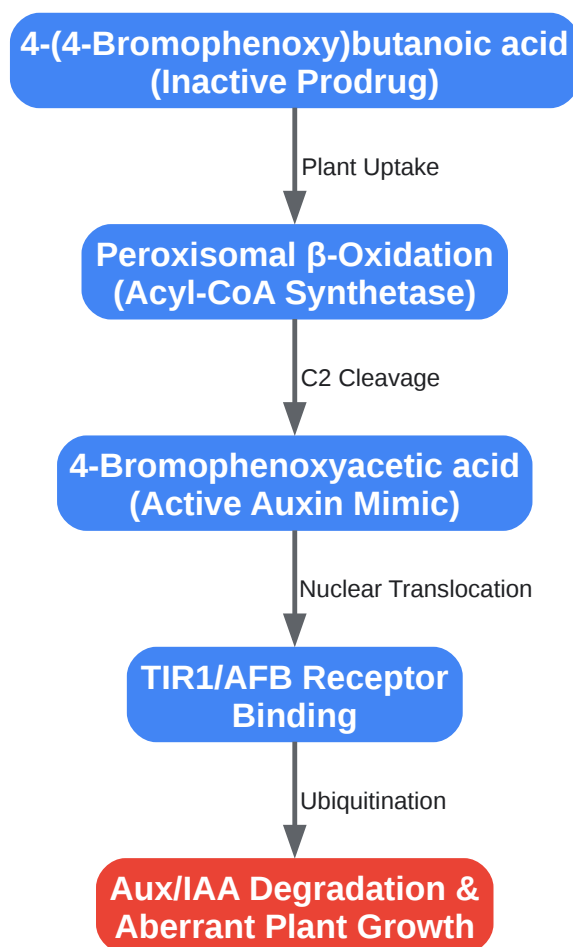 4-(4-Bromophenoxy)butanoic acid
(Inactive Prodrug)
Plant Uptake
Peroxisomal β-Oxidation
(Acyl-CoA Synthetase)
C2 Cleavage
4-Bromophenoxyacetic acid
(Active Auxin Mimic)
Nuclear Translocation
TIR1/AFB Receptor
Binding
Ubiquitination
Aux/IAA Degradation &
Aberrant Plant Growth